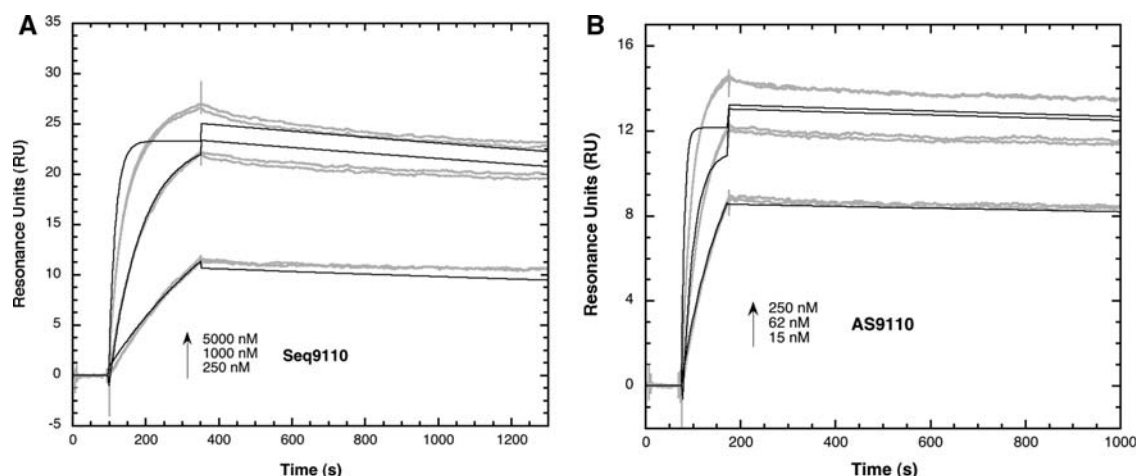 A
B
35
30
25
20
15
10
5
0
-5
Resonance Units (RU)
5000 nM
1000 nM
250 nM
Seq9110
0 200 400 600 800 1000 1200
Time (s)
16
12
8
4
0
Resonance Units (RU)
250 nM
62 nM
15 nM
AS9110
0 200 400 600 800 1000
Time (s)